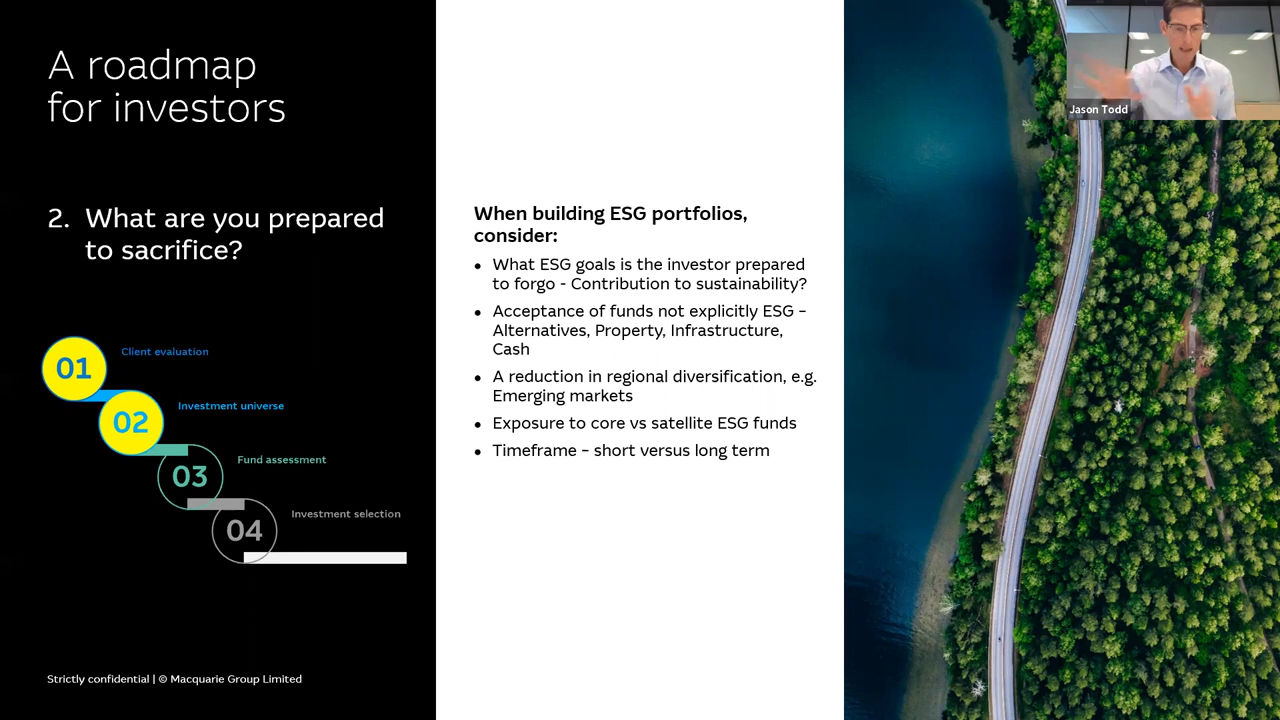 A roadmap
for investors
2. What are you prepared
to sacrifice?
01
Client evaluation
02
Investment universe
03
Fund assessment
04
Investment selection
Strictly confidential | © Macquarie Group Limited
When building ESG portfolios,
consider:
• What ESG goals is the investor prepared
to forgo - Contribution to sustainability?
• Acceptance of funds not explicitly ESG –
Alternatives, Property, Infrastructure,
Cash
• A reduction in regional diversification, e.g.
Emerging markets
• Exposure to core vs satellite ESG funds
• Timeframe – short versus long term
Jason Todd